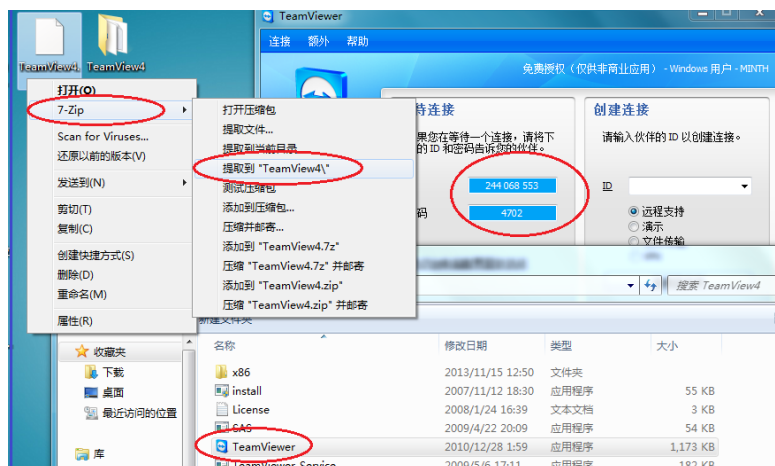 TeamViewer
连接 额外 帮助
免费授权（仅供非商业应用） - Windows 用户 - MINTH
TeamView4. TeamView4
打开(O)
7-Zip
Scan for Viruses...
还原以前的版本(V)
发送到(N)
剪切(T)
复制(C)
创建快捷方式(S)
删除(D)
重命名(M)
属性(R)
打开压缩包
提取文件...
提取到当前目录
提取到 "TeamView4\"
测试压缩包
添加到压缩包...
压缩并邮寄...
添加到 "TeamView4.7z"
压缩 "TeamView4.7z" 并邮寄
添加到 "TeamView4.zip"
压缩 "TeamView4.zip" 并邮寄
待连接
果您在等待一个连接，请将下
的 ID 和密码告诉您的伙伴。
244 068 553
码 4702
创建连接
请输入伙伴的 ID 以创建连接。
ID
远程支持
演示
文件传输
搜索 TeamView4
新建文件夹
收藏夹
下载
桌面
最近访问的位置
库
名称 修改日期 类型 大小
x86 2013/11/15 12:50 文件夹
install 2007/11/12 18:30 应用程序 55 KB
License 2008/1/24 16:39 文本文档 3 KB
SAS 2009/4/22 20:09 应用程序 54 KB
TeamViewer 2010/12/28 1:59 应用程序 1,173 KB
TeamViewer_Service 2009/5/6 17:11 应用程序 182 KB